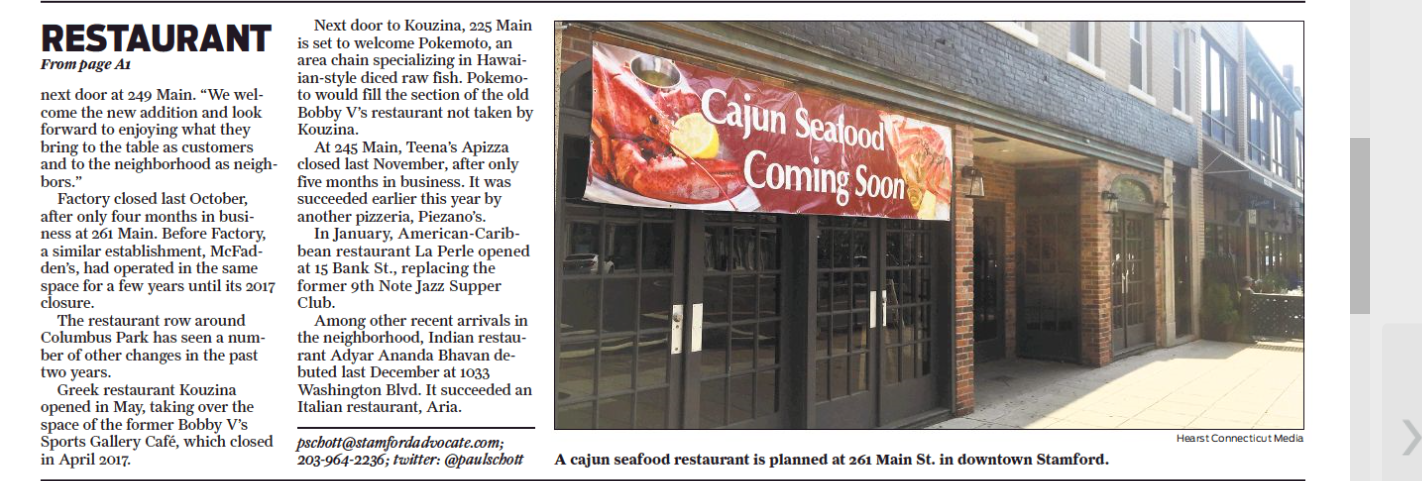 RESTAURANT
From page A1
next door at 249 Main. “We wel-
come the new addition and look
forward to enjoying what they
bring to the table as customers
and to the neighborhood as neigh-
bors.”
Factory closed last October,
after only four months in busi-
ness at 261 Main. Before Factory,
a similar establishment, McFad-
den’s, had operated in the same
space for a few years until its 2017
closure.
The restaurant row around
Columbus Park has seen a num-
ber of other changes in the past
two years.
Greek restaurant Kouzina
opened in May, taking over the
space of the former Bobby V’s
Sports Gallery Café, which closed
in April 2017.
Next door to Kouzina, 225 Main
is set to welcome Pokemoto, an
area chain specializing in Hawai-
ian-style diced raw fish. Pokemo-
to would fill the section of the old
Bobby V’s restaurant not taken by
Kouzina.
At 245 Main, Teena’s Apizza
closed last November, after only
five months in business. It was
succeeded earlier this year by
another pizzeria, Piezano’s.
In January, American-Carib-
bean restaurant La Perle opened
at 15 Bank St., replacing the
former 9th Note Jazz Supper
Club.
Among other recent arrivals in
the neighborhood, Indian restau-
rant Adyar Ananda Bhavan de-
buted last December at 1033
Washington Blvd. It succeeded an
Italian restaurant, Aria.
pschott@stamfordadvocate.com;
203-964-2236; twitter: @paulschott
Cajun Seafood
Coming Soon
Hearst Connecticut Media
A cajun seafood restaurant is planned at 261 Main St. in downtown Stamford.